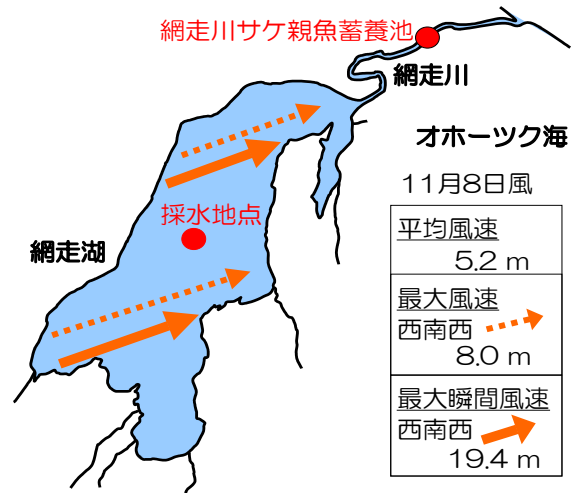 網走川サケ親魚蓄養池
網走川
オホーツク海
11月8日風
採水地点
網走湖
平均風速
5.2 m
最大風速
西南西
8.0 m
最大瞬間風速
西南西
19.4 m